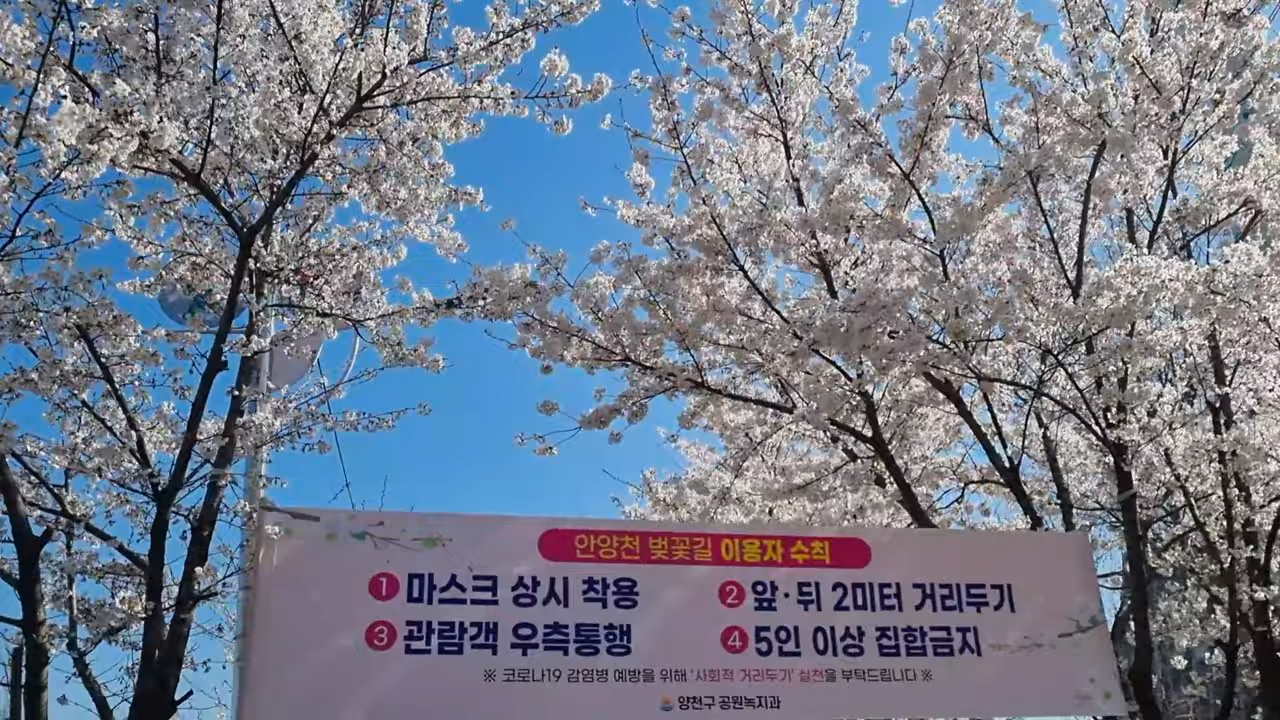 안양천 벚꽃길 이용자 수칙
1 마스크 상시 착용
2 앞·뒤 2미터 거리두기
3 관람객 우측통행
4 5인 이상 집합금지
※ 코로나19 감염병 예방을 위해 '사회적 거리두기' 실천을 부탁드립니다 ※
양천구 공원녹지과